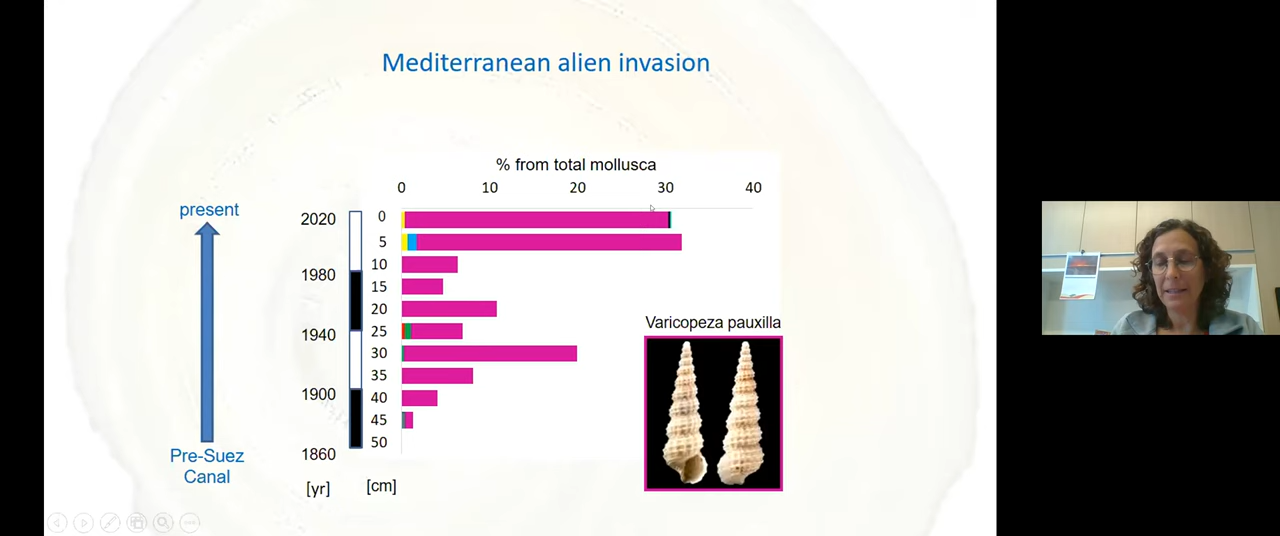 Mediterranean alien invasion
% from total mollusca
0 10 20 30 40
present
2020 0
5
10
1980 15
20
1940 25
30
35
1900 40
45
50
1860
Pre-Suez
Canal
[yr] [cm]
Varicopeza pauxilla